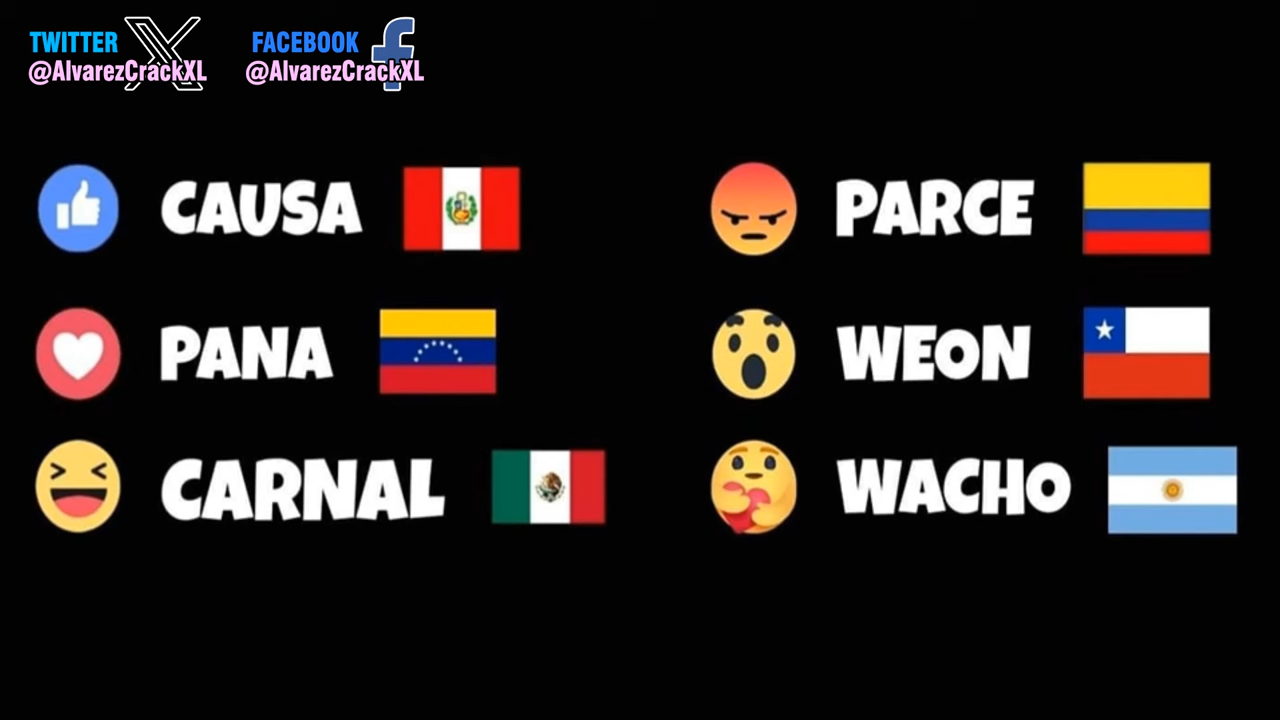 TWITTER
@AlvarezCrackXL
FACEBOOK
@AlvarezCrackXL
CAUSA
PARCE
PANA
WEON
CARNAL
WACHO